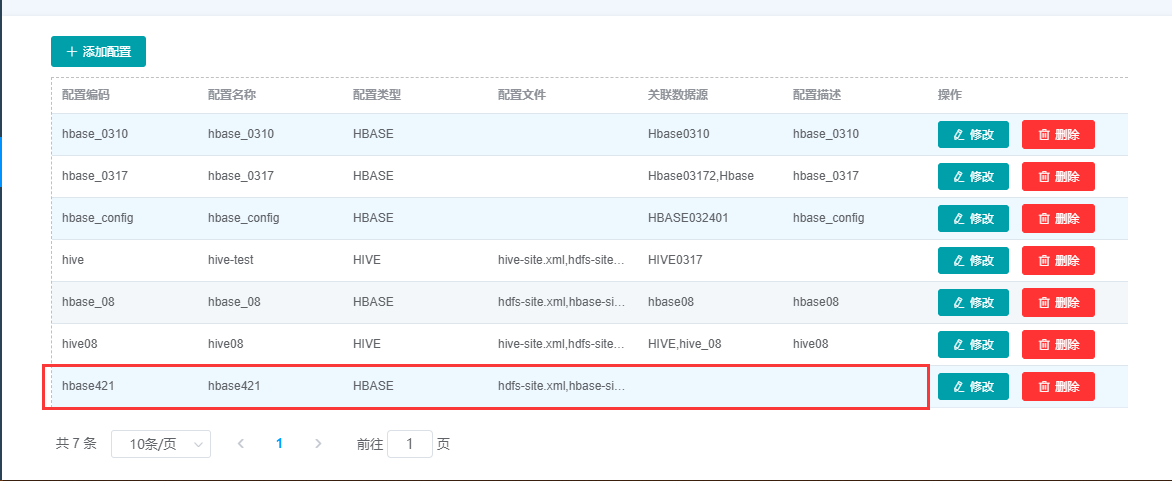 添加配置
配置编码 配置名称 配置类型 配置文件 关联数据源 配置描述 操作
hbase_0310 hbase_0310 HBASE Hbase0310 hbase_0310 修改 删除
hbase_0317 hbase_0317 HBASE Hbase03172,Hbase hbase_0317 修改 删除
hbase_config hbase_config HBASE HBASE032401 hbase_config 修改 删除
hive hive-test HIVE hive-site.xml,hdfs-site... HIVE0317 修改 删除
hbase_08 hbase_08 HBASE hdfs-site.xml,hbase-si... hbase08 hbase08 修改 删除
hive08 hive08 HIVE hive-site.xml,hdfs-site... HIVE,hive_08 hive08 修改 删除
hbase421 hbase421 HBASE hdfs-site.xml,hbase-si... 修改 删除
共 7 条 10条/页 1 前往 1 页